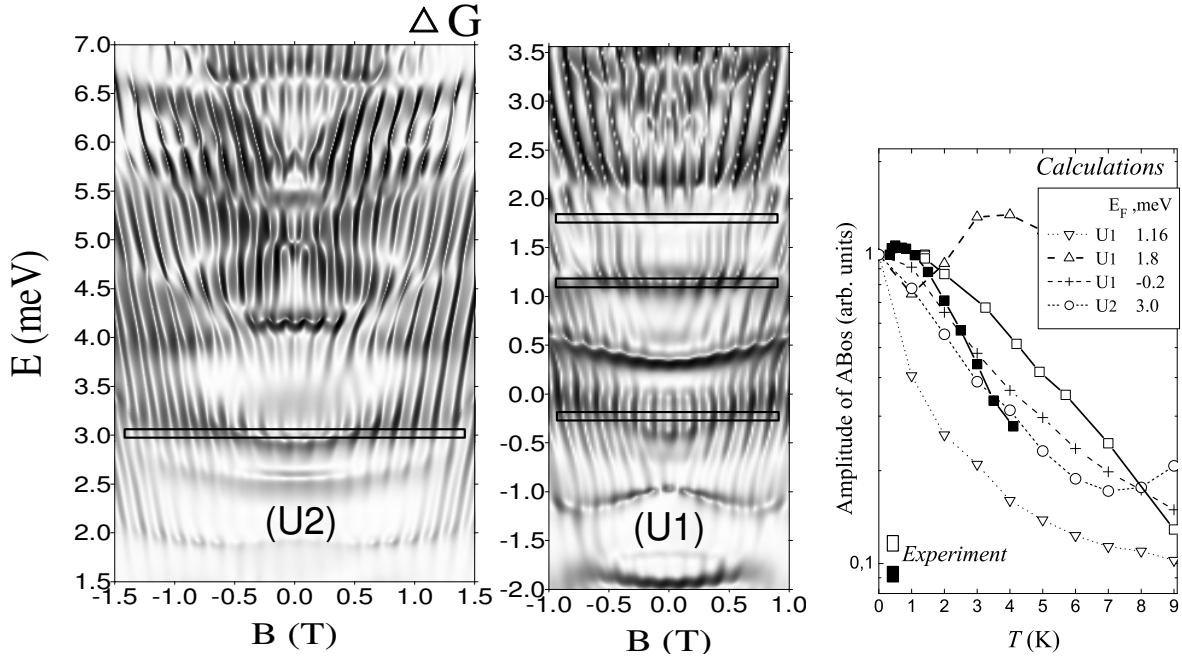 △ G
7.0
6.5
6.0
5.5
5.0
4.5
4.0
3.5
3.0
2.5
2.0
1.5
E (meV)
(U2)
-1.5 -1.0 -0.5 0.0 0.5 1.0 1.5
B (T)
3.5
3.0
2.5
2.0
1.5
1.0
0.5
0.0
-0.5
-1.0
-1.5
-2.0
(U1)
-1.0 -0.5 0.0 0.5 1.0
B (T)
Calculations
E_F ,meV
U1 1.16
U1 1.8
U1 -0.2
U2 3.0
Amplitude of ABos (arb. units)
1
0,1
Experiment
0 1 2 3 4 5 6 7 8 9
T (K)